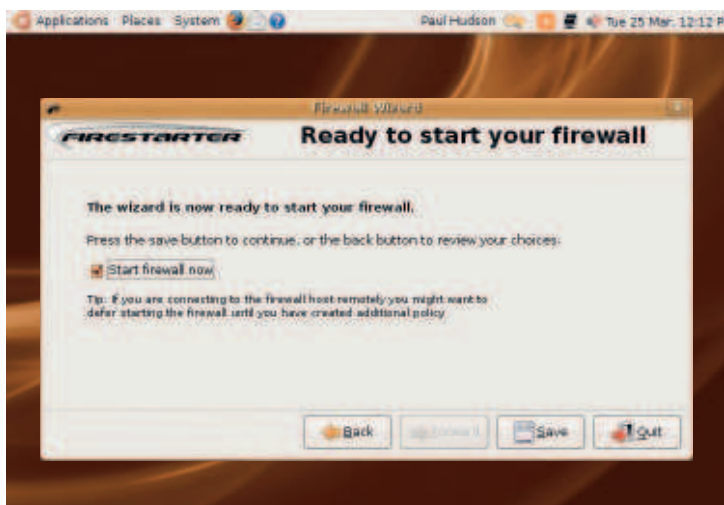 Applications Places System Paul Hudson Tue 25 Mar, 12:12 P
Firewall Wizard
FIRESTARTER Ready to start your firewall
The wizard is now ready to start your firewall.
Press the save button to continue, or the back button to review your choices.
Start firewall now
Tip: If you are connecting to the firewall host remotely you might want to
defer starting the firewall until you have created additional policy.
Back Forward Save Quit